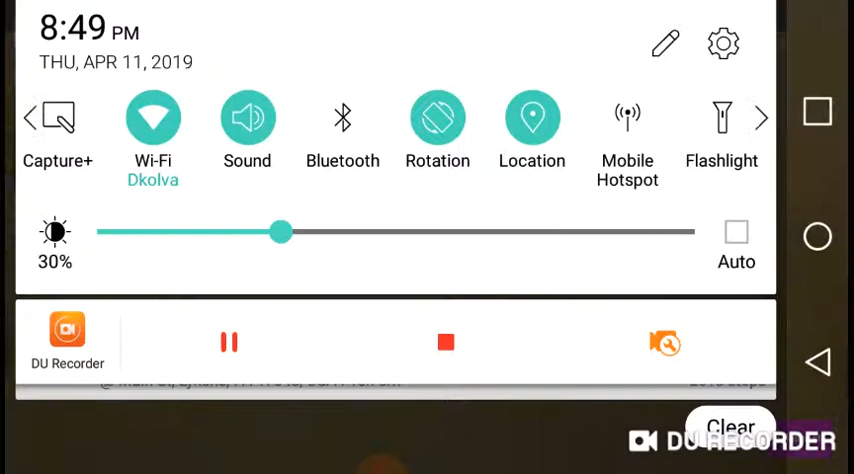 8:49 PM
THU, APR 11, 2019
Capture+
Wi-Fi
Dkolva
Sound
Bluetooth
Rotation
Location
Mobile
Hotspot
Flashlight
30%
Auto
DU Recorder
Clear
DU RECORDER